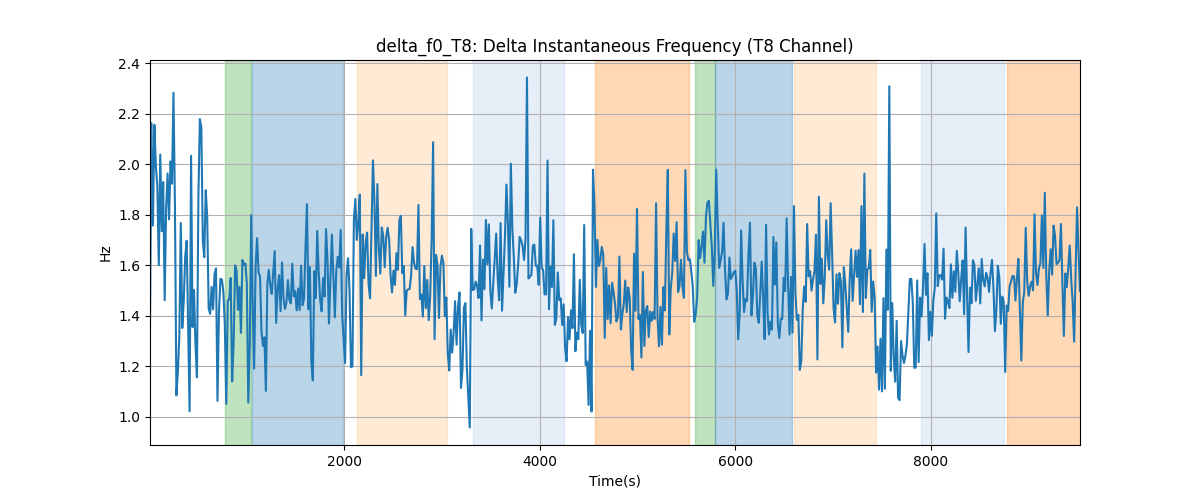 delta_f0_T8: Delta Instantaneous Frequency (T8 Channel)
2.4
2.2
2.0
1.8
1.6
1.4
1.2
1.0
Hz
2000 4000 6000 8000
Time(s)